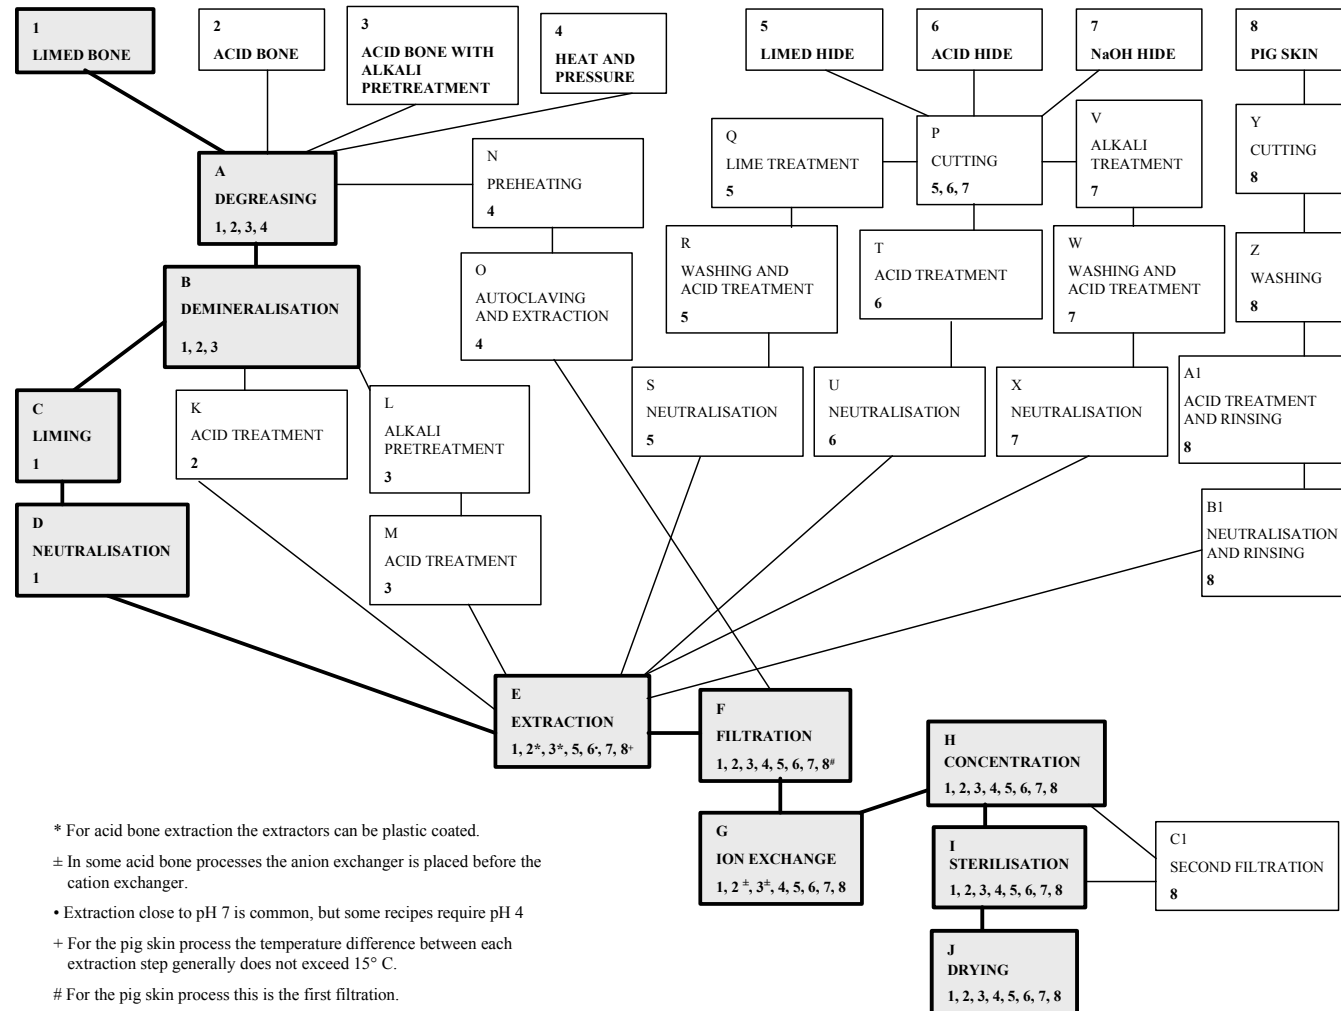 1
LIMED BONE
2
ACID BONE
3
ACID BONE WITH
ALKALI
PRETREATMENT
4
HEAT AND
PRESSURE
5
LIMED HIDE
6
ACID HIDE
7
NaOH HIDE
8
PIG SKIN
A
DEGREASING
1, 2, 3, 4
N
PREHEATING
4
Q
LIME TREATMENT
5
P
CUTTING
5, 6, 7
V
ALKALI
TREATMENT
7
Y
CUTTING
8
B
DEMINERALISATION
1, 2, 3
O
AUTOCLAVING
AND EXTRACTION
4
R
WASHING AND
ACID TREATMENT
5
T
ACID TREATMENT
6
W
WASHING AND
ACID TREATMENT
7
Z
WASHING
8
C
LIMING
1
K
ACID TREATMENT
2
L
ALKALI
PRETREATMENT
3
S
NEUTRALISATION
5
U
NEUTRALISATION
6
X
NEUTRALISATION
7
A1
ACID TREATMENT
AND RINSING
8
D
NEUTRALISATION
1
M
ACID TREATMENT
3
B1
NEUTRALISATION
AND RINSING
8
E
EXTRACTION
1, 2*, 3*, 5, 6•, 7, 8+
F
FILTRATION
1, 2, 3, 4, 5, 6, 7, 8#
H
CONCENTRATION
1, 2, 3, 4, 5, 6, 7, 8
G
ION EXCHANGE
1, 2 ±, 3±, 4, 5, 6, 7, 8
I
STERILISATION
1, 2, 3, 4, 5, 6, 7, 8
C1
SECOND FILTRATION
8
J
DRYING
1, 2, 3, 4, 5, 6, 7, 8
* For acid bone extraction the extractors can be plastic coated.
± In some acid bone processes the anion exchanger is placed before the
cation exchanger.
• Extraction close to pH 7 is common, but some recipes require pH 4
+ For the pig skin process the temperature difference between each
extraction step generally does not exceed 15° C.
# For the pig skin process this is the first filtration.